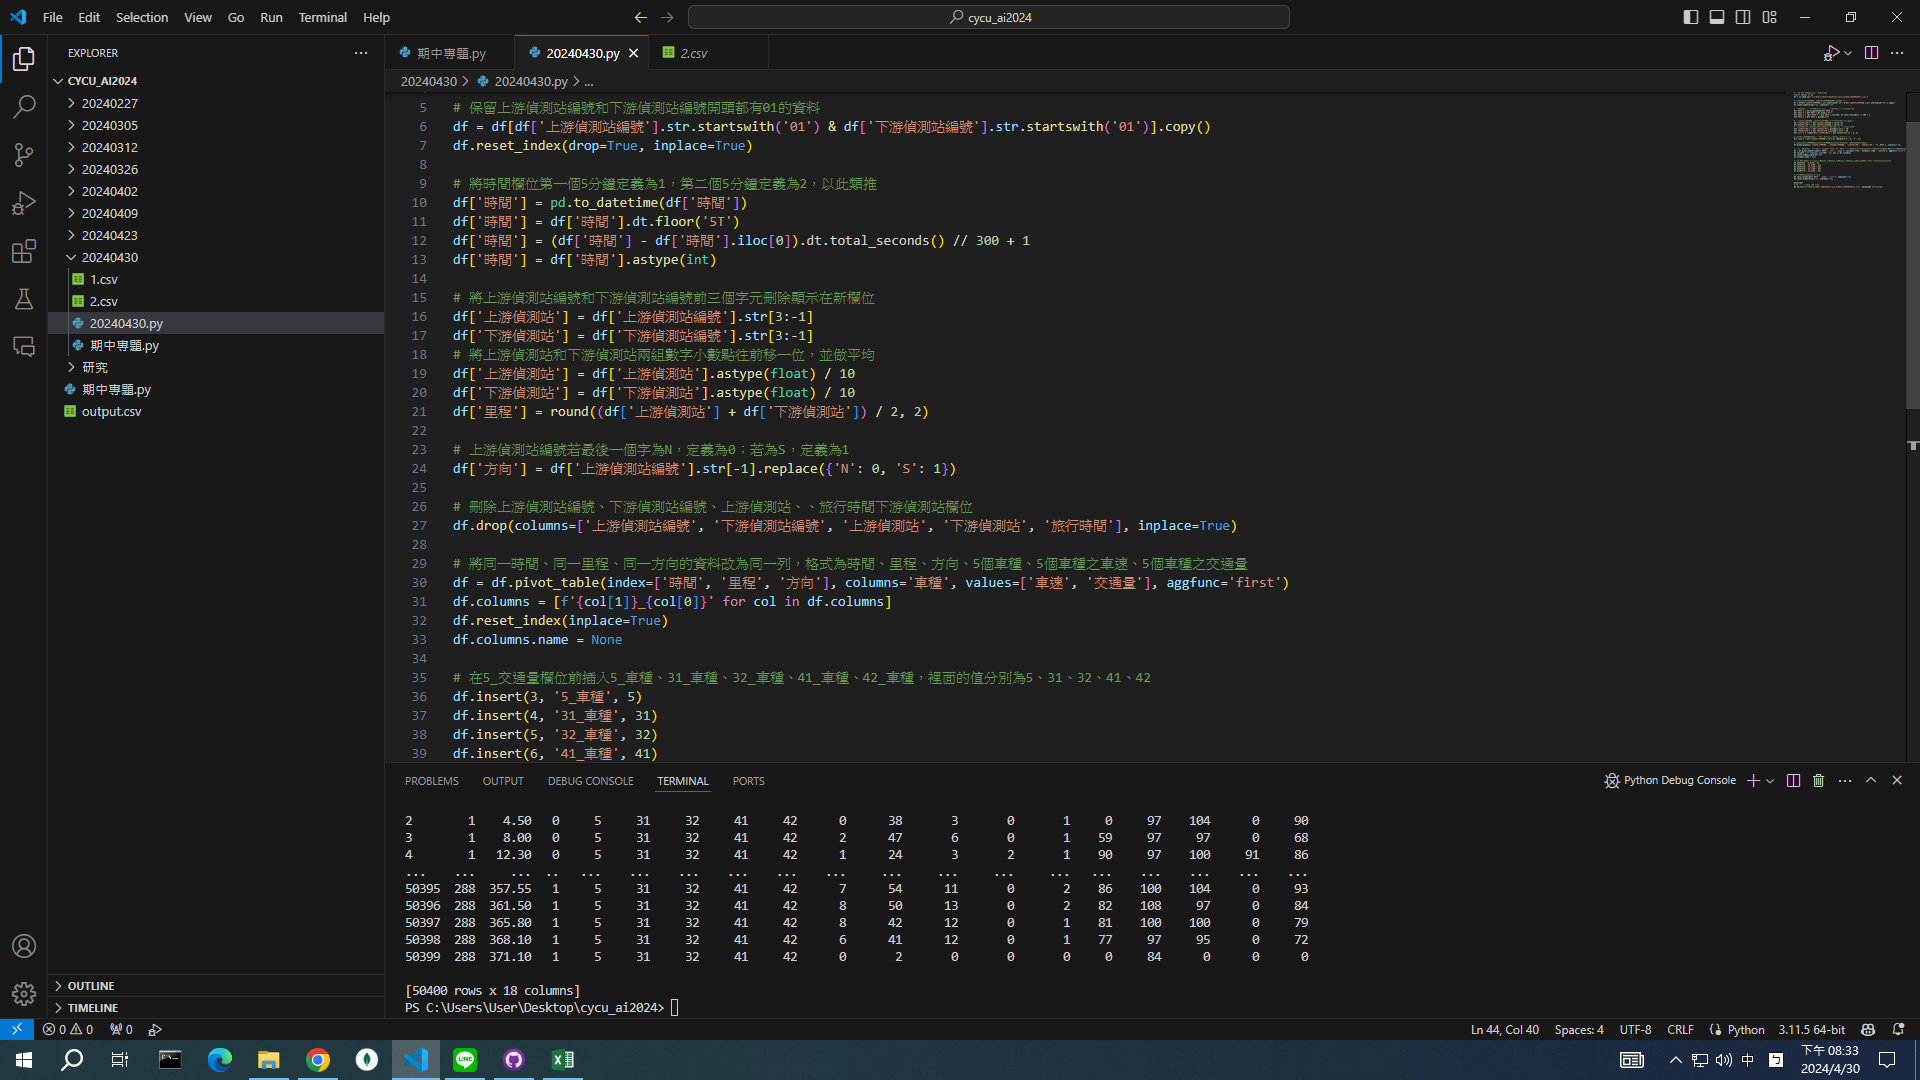 File Edit Selection View Go Run Terminal Help
cycu_ai2024
EXPLORER
CYCU_AI2024
20240227
20240305
20240312
20240326
20240402
20240409
20240423
20240430
1.csv
2.csv
20240430.py
期中專題.py
研究
期中專題.py
output.csv
OUTLINE
TIMELINE
期中專題.py 20240430.py 2.csv
20240430 > 20240430.py > ...
5 # 保留上游偵測站編號和下游偵測站編號開頭都有01的資料
6 df = df[df['上游偵測站編號'].str.startswith('01') & df['下游偵測站編號'].str.startswith('01')].copy()
7 df.reset_index(drop=True, inplace=True)
8
9 # 將時間欄位第一個5分鐘定義為1，第二個5分鐘定義為2，以此類推
10 df['時間'] = pd.to_datetime(df['時間'])
11 df['時間'] = df['時間'].dt.floor('5T')
12 df['時間'] = (df['時間'] - df['時間'].iloc[0]).dt.total_seconds() // 300 + 1
13 df['時間'] = df['時間'].astype(int)
14
15 # 將上游偵測站編號和下游偵測站編號前三個字元刪除顯示在新欄位
16 df['上游偵測站'] = df['上游偵測站編號'].str[3:-1]
17 df['下游偵測站'] = df['下游偵測站編號'].str[3:-1]
18 # 將上游偵測站和下游偵測站兩組數字小數點往前移一位，並做平均
19 df['上游偵測站'] = df['上游偵測站'].astype(float) / 10
20 df['下游偵測站'] = df['下游偵測站'].astype(float) / 10
21 df['里程'] = round((df['上游偵測站'] + df['下游偵測站']) / 2, 2)
22
23 # 上游偵測站編號若最後一個字為N，定義為0；若為S，定義為1
24 df['方向'] = df['上游偵測站編號'].str[-1].replace({'N': 0, 'S': 1})
25
26 # 刪除上游偵測站編號、下游偵測站編號、上游偵測站、、旅行時間下游偵測站欄位
27 df.drop(columns=['上游偵測站編號', '下游偵測站編號', '上游偵測站', '下游偵測站', '旅行時間'], inplace=True)
28
29 # 將同一時間、同一里程、同一方向的資料改為同一列，格式為時間、里程、方向、5個車種、5個車種之車速、5個車種之交通量
30 df = df.pivot_table(index=['時間', '里程', '方向'], columns='車種', values=['車速', '交通量'], aggfunc='first')
31 df.columns = [f'{col[1]}_{col[0]}' for col in df.columns]
32 df.reset_index(inplace=True)
33 df.columns.name = None
34
35 # 在5_交通量欄位前插入5_車種、31_車種、32_車種、41_車種、42_車種，裡面的值分別為5、31、32、41、42
36 df.insert(3, '5_車種', 5)
37 df.insert(4, '31_車種', 31)
38 df.insert(5, '32_車種', 32)
39 df.insert(6, '41_車種', 41)
PROBLEMS OUTPUT DEBUG CONSOLE TERMINAL PORTS
Python Debug Console
2 1 4.50 0 5 31 32 41 42 0 38 3 0 1 0 97 104 0 90
3 1 8.00 0 5 31 32 41 42 2 47 6 0 1 59 97 97 0 68
4 1 12.30 0 5 31 32 41 42 1 24 3 2 1 90 97 100 91 86
... ... ... .. ... ... ... ... ... ... ... ... ... ... ... ... ... ... ...
50395 288 357.55 1 5 31 32 41 42 7 54 11 0 2 86 100 104 0 93
50396 288 361.50 1 5 31 32 41 42 8 50 13 0 2 82 108 97 0 84
50397 288 365.80 1 5 31 32 41 42 8 42 12 0 1 81 100 100 0 79
50398 288 368.10 1 5 31 32 41 42 6 41 12 0 1 77 97 95 0 72
50399 288 371.10 1 5 31 32 41 42 0 2 0 0 0 0 84 0 0 0
[50400 rows x 18 columns]
PS C:\Users\User\Desktop\cycu_ai2024>
0 0 0
Ln 44, Col 40 Spaces: 4 UTF-8 CRLF Python 3.11.5 64-bit
中 下午 08:33
2024/4/30